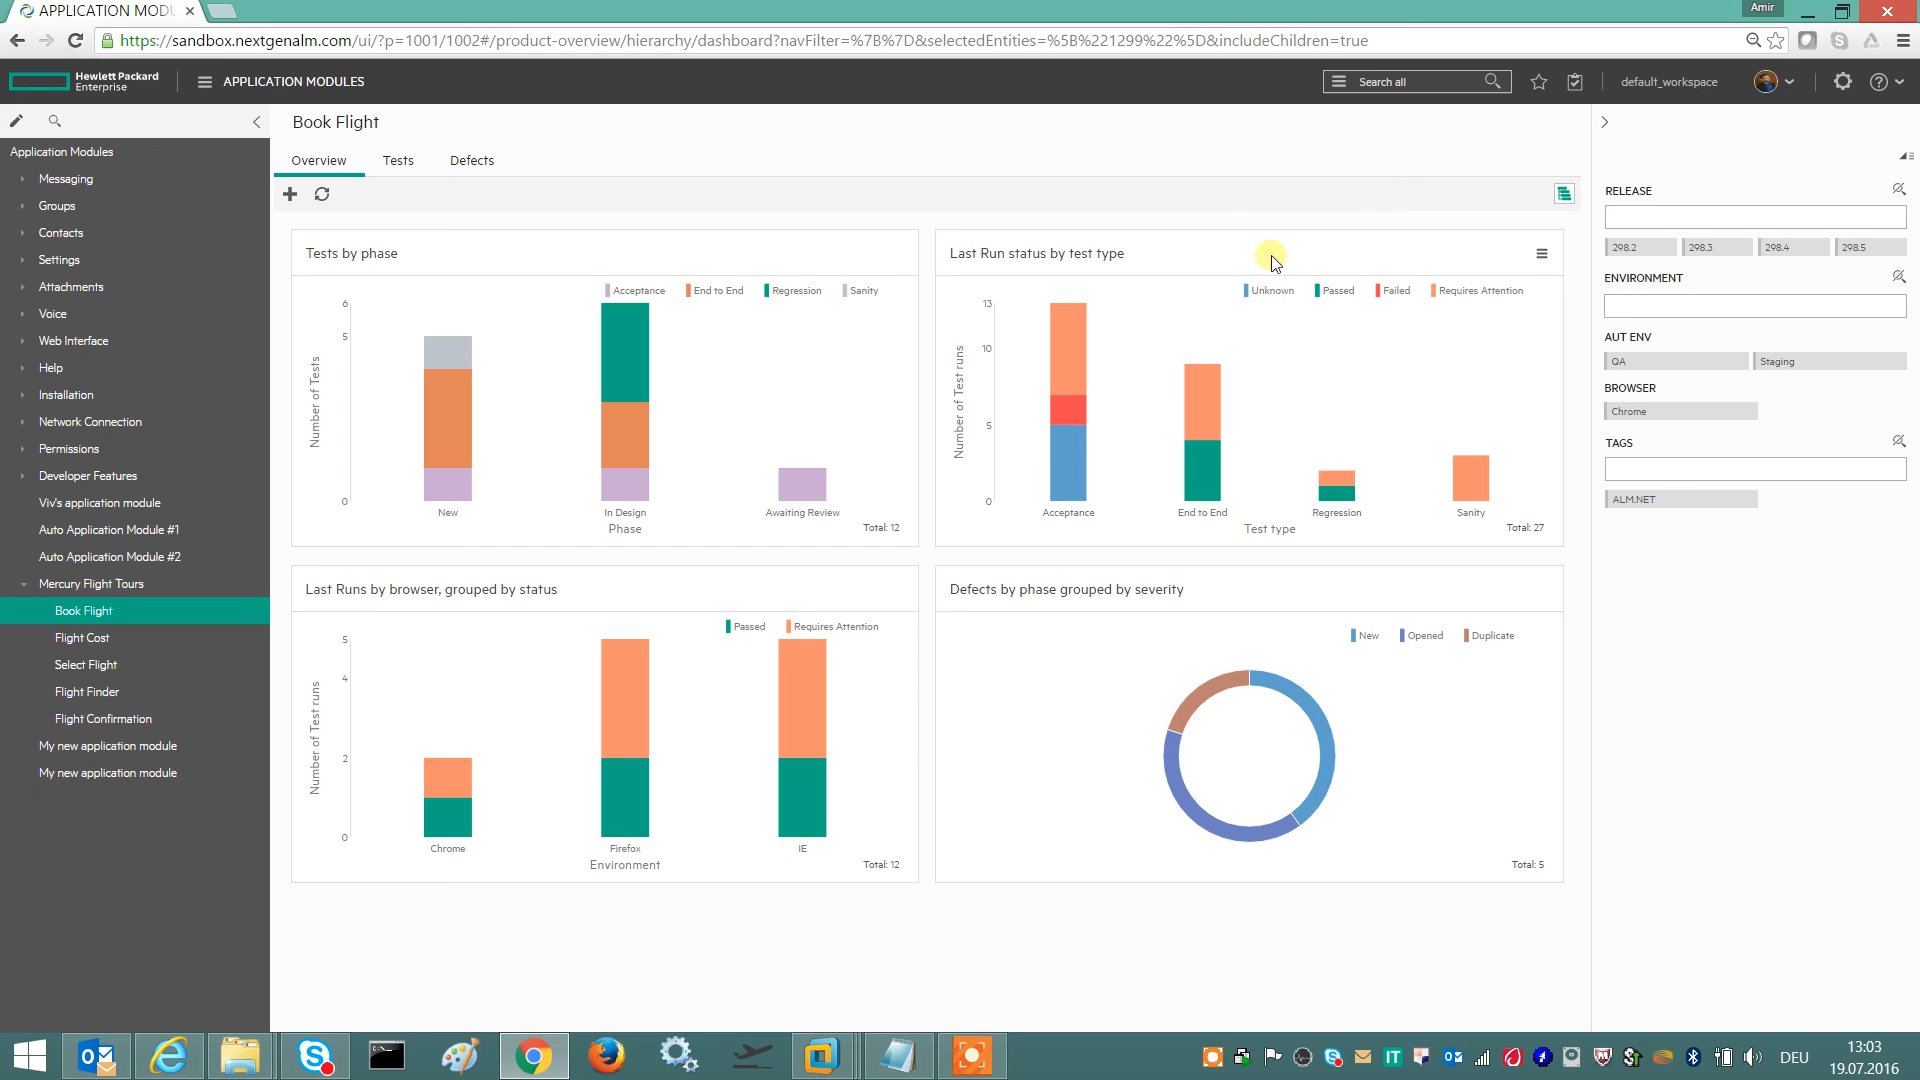 APPLICATION MODU
Amir
https://sandbox.nextgenalm.com/ui/?p=1001/1002#/product-overview/hierarchy/dashboard?navFilter=%7B%7D&selectedEntities=%5B%221299%22%5D&includeChildren=true
Hewlett Packard
Enterprise
APPLICATION MODULES
Search all
default_workspace
Application Modules
Messaging
Groups
Contacts
Settings
Attachments
Voice
Web Interface
Help
Installation
Network Connection
Permissions
Developer Features
Viv's application module
Auto Application Module #1
Auto Application Module #2
Mercury Flight Tours
Book Flight
Flight Cost
Select Flight
Flight Finder
Flight Confirmation
My new application module
My new application module
Book Flight
Overview Tests Defects
Tests by phase
Acceptance End to End Regression Sanity
6
5
0
Number of Tests
New In Design Awaiting Review
Phase
Total: 12
Last Run status by test type
Unknown Passed Failed Requires Attention
13
10
5
0
Number of Test runs
Acceptance End to End Regression Sanity
Test type
Total: 27
Last Runs by browser, grouped by status
Passed Requires Attention
5
4
2
0
Number of Test runs
Chrome Firefox IE
Environment
Total: 12
Defects by phase grouped by severity
New Opened Duplicate
Total: 5
RELEASE
298.2 298.3 298.4 298.5
ENVIRONMENT
AUT ENV
QA Staging
BROWSER
Chrome
TAGS
ALM.NET
IT
DEU
13:03
19.07.2016